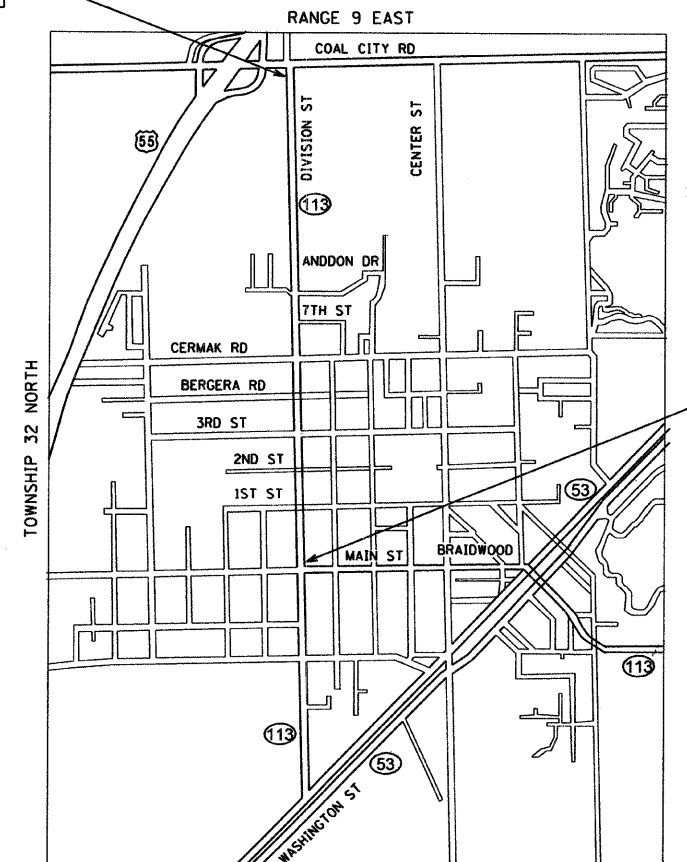 RANGE 9 EAST
COAL CITY RD
DIVISION ST
CENTER ST
55
113
ANDDON DR
7TH ST
CERMAK RD
BERGERA RD
3RD ST
TOWNSHIP 32 NORTH
2ND ST
1ST ST
53
MAIN ST
BRAIDWOOD
113
113
53
WASHINGTON ST